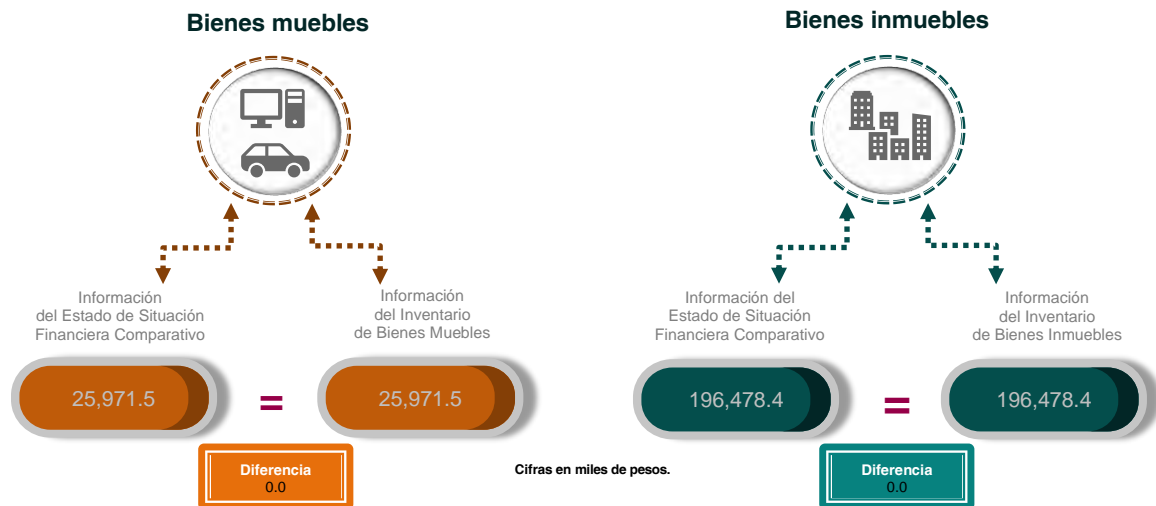 Bienes muebles
Información
del Estado de Situación
Financiera Comparativo
Información
del Inventario
de Bienes Muebles
25,971.5
=
25,971.5
Diferencia
0.0
Cifras en miles de pesos.
Bienes inmuebles
Información del
Estado de Situación
Financiera Comparativo
Información
del Inventario
de Bienes Inmuebles
196,478.4
=
196,478.4
Diferencia
0.0